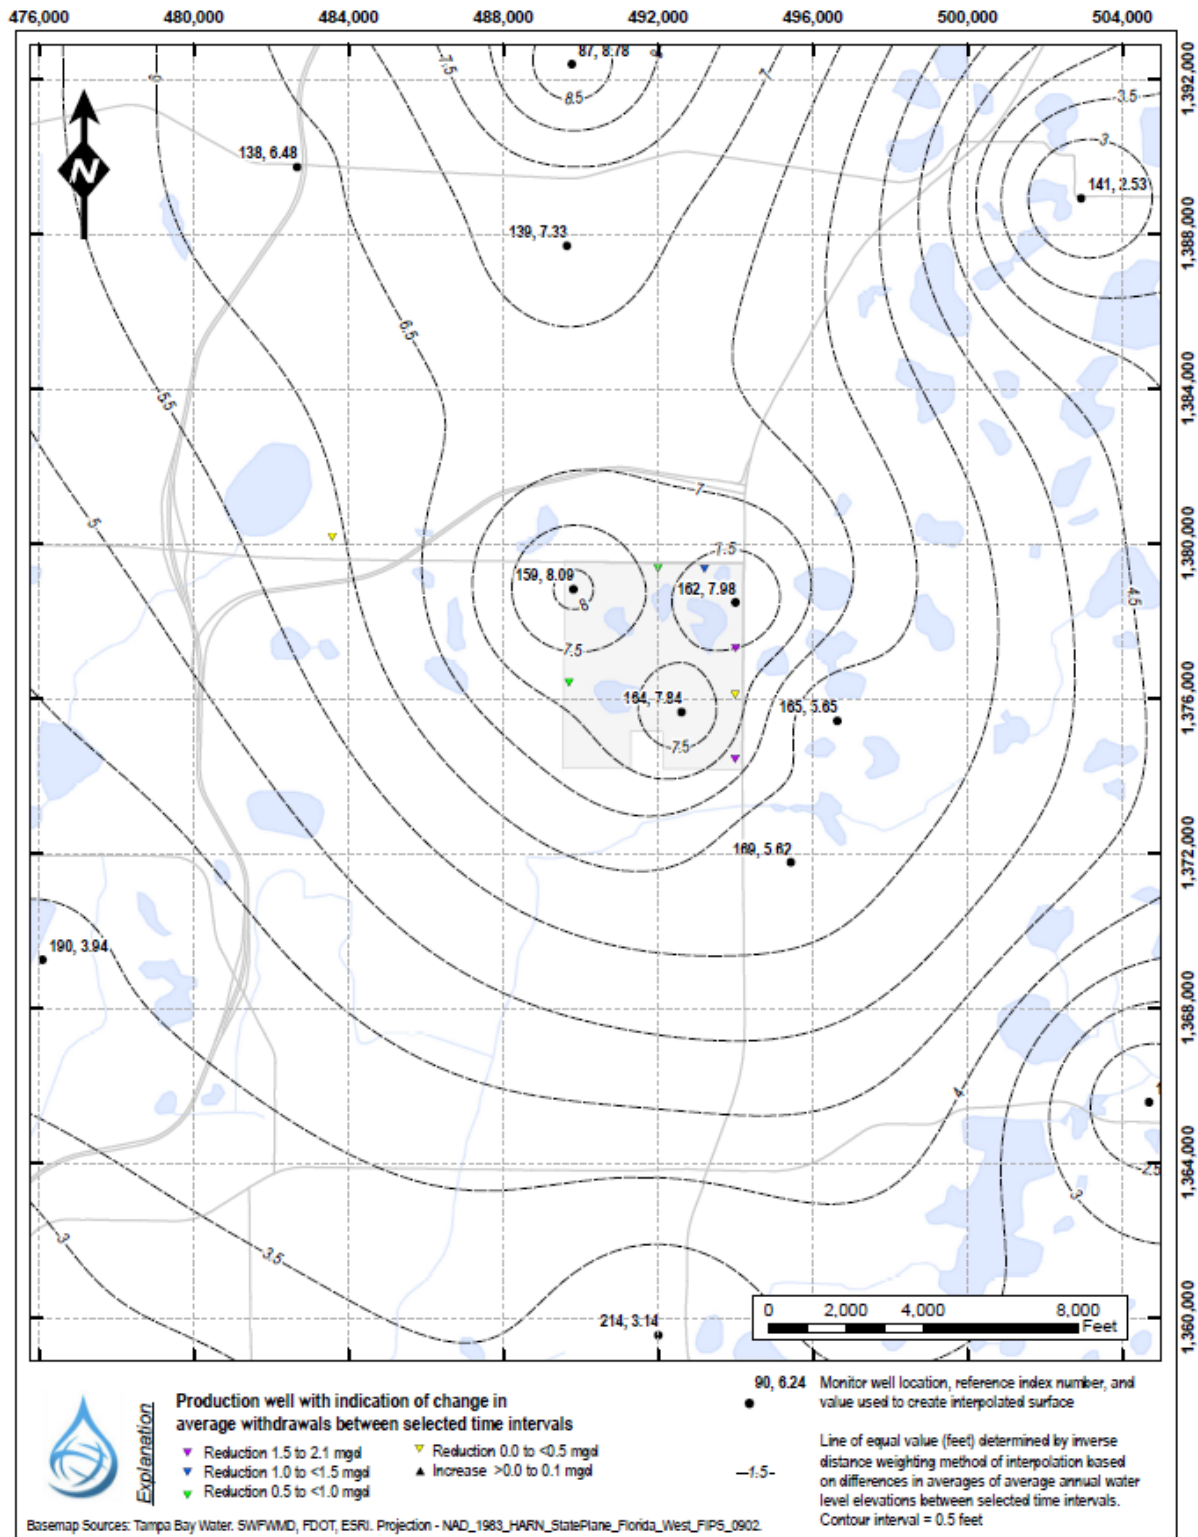 476,000 480,000 484,000 488,000 492,000 496,000 500,000 504,000
87, 8.78
7.5
8
7
8.5
6
3.5
1,392,000
3
138, 6.48
N
141, 2.53
139, 7.33
1,388,000
6.5
5.5
1,384,000
7
5
7.5
1,380,000
159, 8.09
8
162, 7.98
4.5
7.5
164, 7.84
165, 5.65
1,376,000
7.5
169, 5.62
1,372,000
190, 3.94
1,368,000
4
1,364,000
2.5
3
3
3.5
214, 3.14
0 2,000 4,000 8,000
Feet
1,360,000
Explanation
Production well with indication of change in
average withdrawals between selected time intervals
Reduction 1.5 to 2.1 mgd
Reduction 1.0 to <1.5 mgd
Reduction 0.5 to <1.0 mgd
Reduction 0.0 to <0.5 mgd
Increase >0.0 to 0.1 mgd
90, 6.24 Monitor well location, reference index number, and
value used to create interpolated surface
—1.5- Line of equal value (feet) determined by inverse
distance weighting method of interpolation based
on differences in averages of average annual water
level elevations between selected time intervals.
Contour interval = 0.5 feet
Basemap Sources: Tampa Bay Water. SWFWMD, FDOT, ESRI. Projection - NAD_1983_HARN_StatePlane_Florida_West_FIPS_0902.